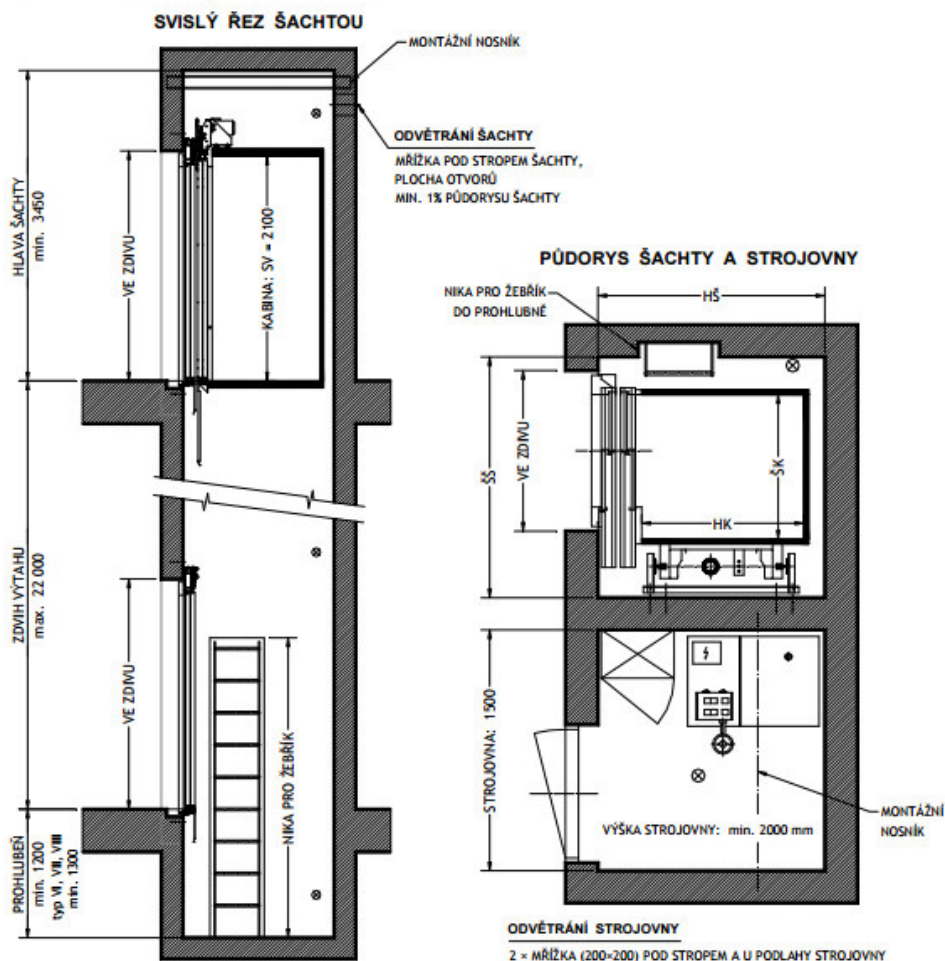 SVISLÝ ŘEZ ŠACHTOU
MONTÁŽNÍ NOSNÍK
ODVĚTRÁNÍ ŠACHTY
MŘÍŽKA POD STROPEM ŠACHTY,
PLOCHA OTVORŮ
MIN. 1% PŮDORYSU ŠACHTY
HLAVA ŠACHTY
min. 3450
VE ZDIVU
KABINA: SV = 2100
ZDVIH VÝTAHU
max. 22 000
VE ZDIVU
NIKA PRO ŽEBŘÍK
PROHLUBEŇ
min. 1200
typ VI, VII, VIII
min. 1300
PŮDORYS ŠACHTY A STROJOVNY
NIKA PRO ŽEBŘÍK
DO PROHLUBNĚ
HŠ
ŠŠ
VE ZDIVU
ŠK
HK
STROJOVNA: 1500
VÝŠKA STROJOVNY: min. 2000 mm
MONTÁŽNÍ
NOSNÍK
ODVĚTRÁNÍ STROJOVNY
2 × MŘÍŽKA (200×200) POD STROPEM A U PODLAHY STROJOVNY